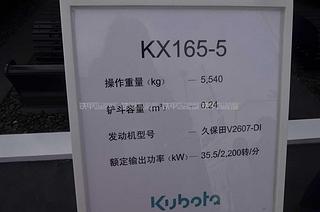 KX165-5
操作重量(kg) — 5,540
铲斗容量(m³) — 0.24
发动机型号 — 久保田V2607-DI
额定输出功率(kW) — 35.5/2,200转/分
Kubota